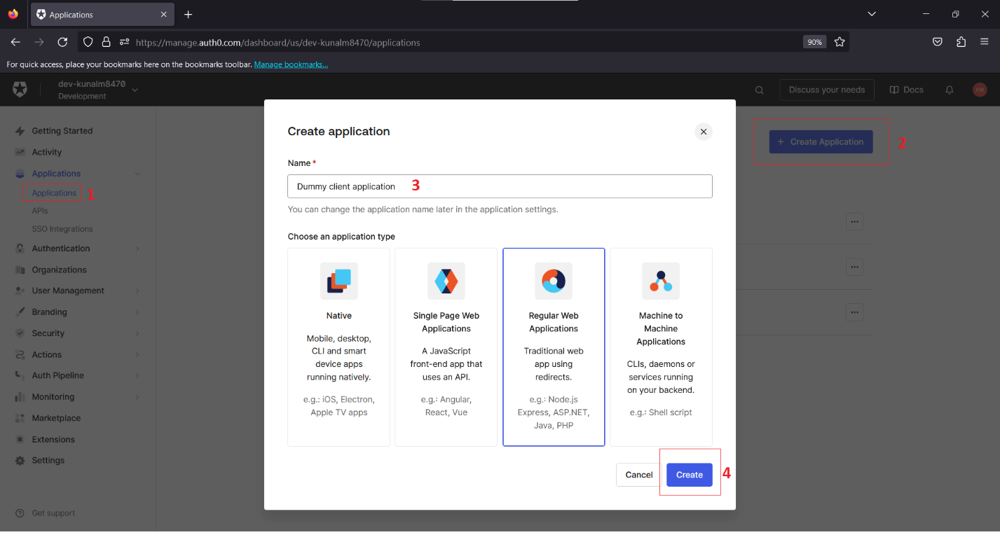 Applications
https://manage.auth0.com/dashboard/us/dev-kunalm8470/applications
90%
For quick access, place your bookmarks here on the bookmarks toolbar. Manage bookmarks...
dev-kunalm8470
Development
Discuss your needs
Docs
KM
Getting Started
Activity
Applications
Applications
1
APIs
SSO Integrations
Authentication
Organizations
User Management
Branding
Security
Actions
Auth Pipeline
Monitoring
Marketplace
Extensions
Settings
Get support
+ Create Application
2
Create application
Name *
Dummy client application
3
You can change the application name later in the application settings.
Choose an application type
Native
Mobile, desktop,
CLI and smart
device apps
running natively.
e.g.: iOS, Electron,
Apple TV apps
Single Page Web
Applications
A JavaScript
front-end app that
uses an API.
e.g.: Angular,
React, Vue
Regular Web
Applications
Traditional web
app using
redirects.
e.g.: Node.js
Express, ASP.NET,
Java, PHP
Machine to
Machine
Applications
CLIs, daemons or
services running
on your backend.
e.g.: Shell script
Cancel
Create
4